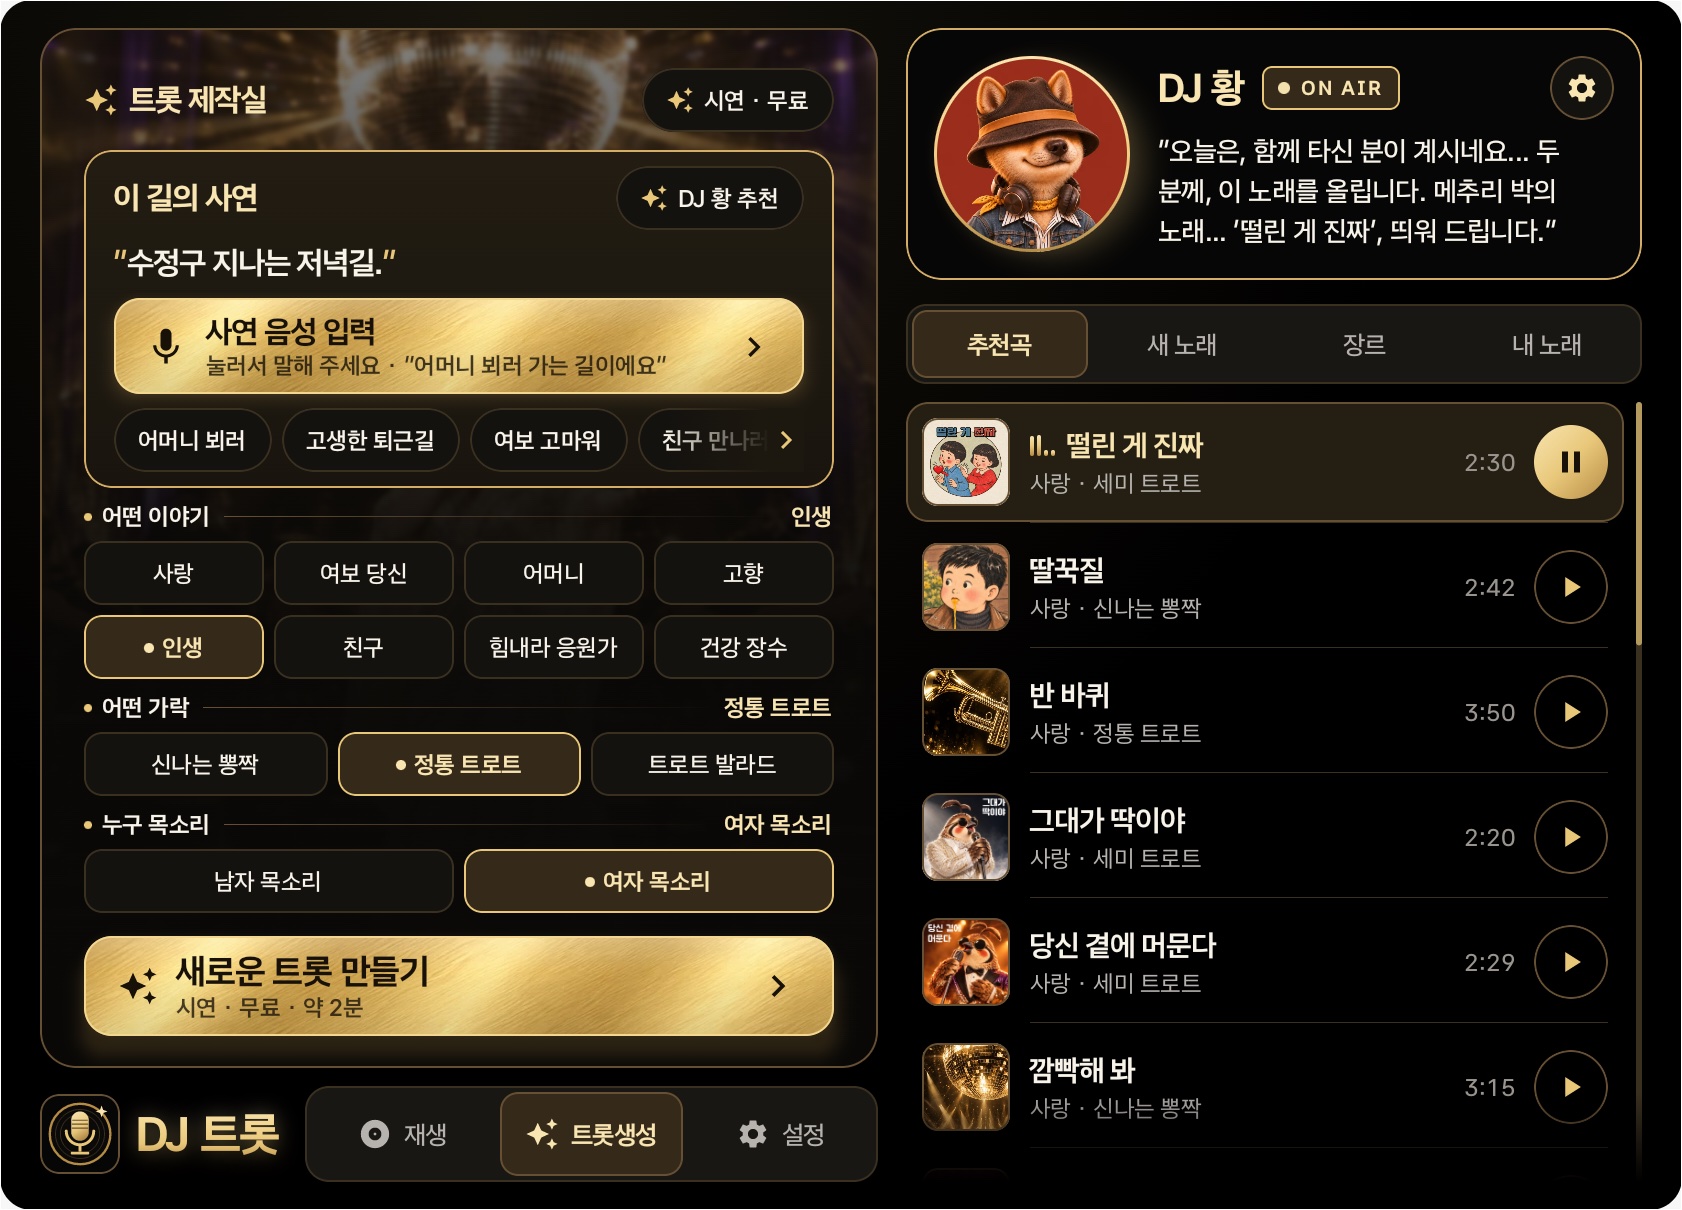 트롯 제작실
시연 · 무료
이 길의 사연
DJ 황 추천
"수정구 지나는 저녁길."
사연 음성 입력
눌러서 말해 주세요 · "어머니 뵈러 가는 길이에요"
어머니 뵈러
고생한 퇴근길
여보 고마워
친구 만나러
어떤 이야기
인생
사랑
여보 당신
어머니
고향
인생
친구
힘내라 응원가
건강 장수
어떤 가락
정통 트로트
신나는 뽕짝
정통 트로트
트로트 발라드
누구 목소리
여자 목소리
남자 목소리
여자 목소리
새로운 트롯 만들기
시연 · 무료 · 약 2분
DJ 트롯
재생
트롯생성
설정
DJ 황
ON AIR
"오늘은, 함께 타신 분이 계시네요... 두
분께, 이 노래를 올립니다. 메추리 박의
노래... '떨린 게 진짜', 띄워 드립니다."
추천곡
새 노래
장르
내 노래
떨린 게 진짜
떨린 게 진짜
사랑 · 세미 트로트
2:30
딸꾹질
사랑 · 신나는 뽕짝
2:42
반 바퀴
사랑 · 정통 트로트
3:50
그대가
딱이야
그대가 딱이야
사랑 · 세미 트로트
2:20
당신 곁에
머문다
당신 곁에 머문다
사랑 · 세미 트로트
2:29
깜빡해 봐
사랑 · 신나는 뽕짝
3:15